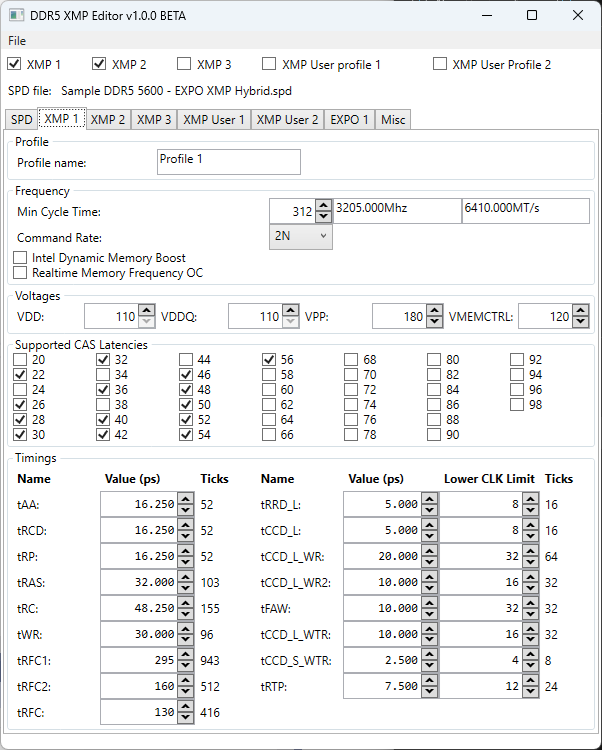 DDR5 XMP Editor v1.0.0 BETA
File
XMP 1 XMP 2 XMP 3 XMP User profile 1 XMP User Profile 2
SPD file: Sample DDR5 5600 - EXPO XMP Hybrid.spd
SPD XMP 1 XMP 2 XMP 3 XMP User 1 XMP User 2 EXPO 1 Misc
Profile
Profile name: Profile 1
Frequency
Min Cycle Time: 312 3205.000Mhz 6410.000MT/s
Command Rate: 2N
Intel Dynamic Memory Boost
Realtime Memory Frequency OC
Voltages
VDD: 110 VDDQ: 110 VPP: 180 VMEMCTRL: 120
Supported CAS Latencies
20 32 44 56 68 80 92
22 34 46 58 70 82 94
24 36 48 60 72 84 96
26 38 50 62 74 86 98
28 40 52 64 76 88
30 42 54 66 78 90
Timings
Name Value (ps) Ticks Name Value (ps) Lower CLK Limit Ticks
tAA: 16.250 52 tRRD_L: 5.000 8 16
tRCD: 16.250 52 tCCD_L: 5.000 8 16
tRP: 16.250 52 tCCD_L_WR: 20.000 32 64
tRAS: 32.000 103 tCCD_L_WR2: 10.000 16 32
tRC: 48.250 155 tFAW: 10.000 32 32
tWR: 30.000 96 tCCD_L_WTR: 10.000 16 32
tRFC1: 295 943 tCCD_S_WTR: 2.500 4 8
tRFC2: 160 512 tRTP: 7.500 12 24
tRFC: 130 416